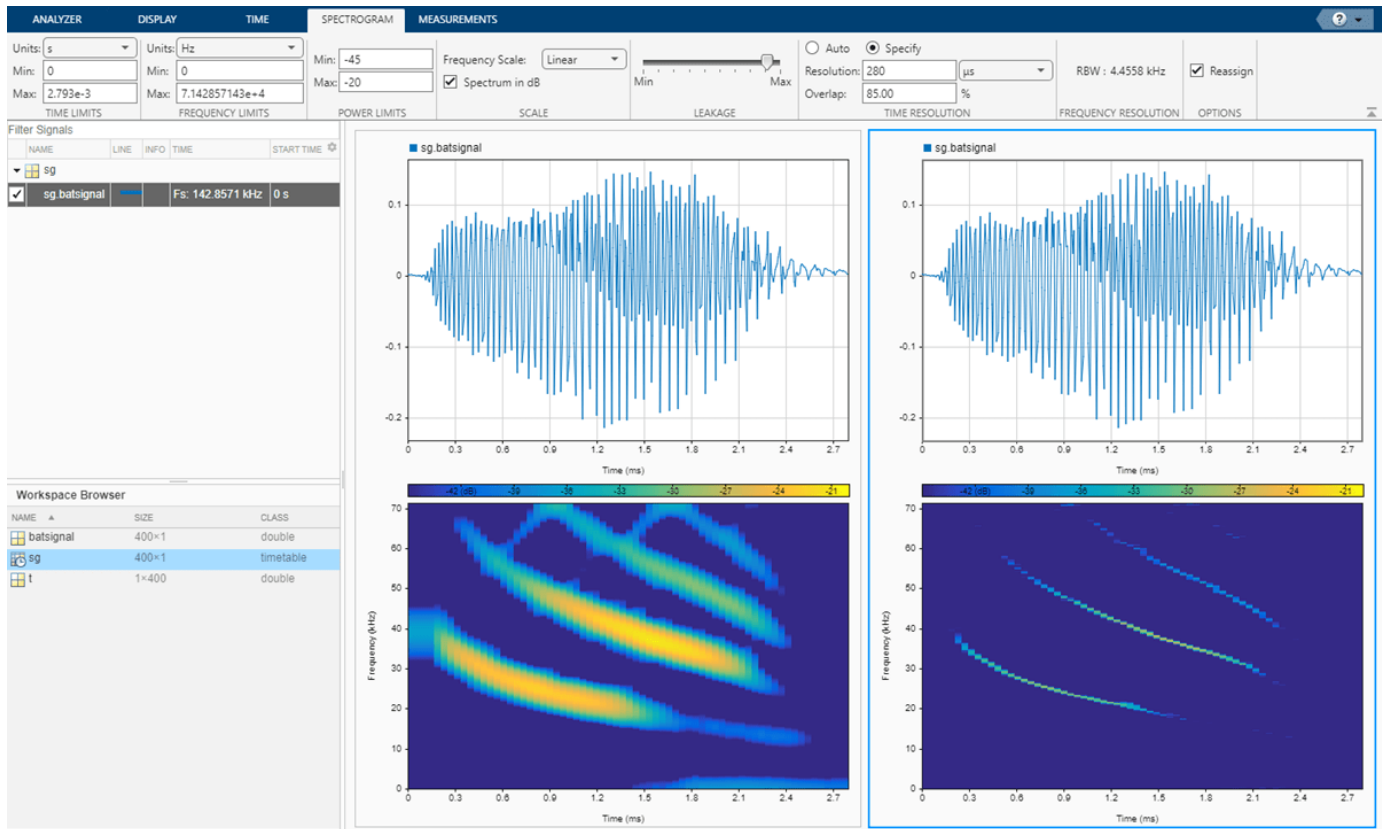 ANALYZER DISPLAY TIME SPECTROGRAM MEASUREMENTS ?
Units: s
Min: 0
Max: 2.793e-3
TIME LIMITS
Units: Hz
Min: 0
Max: 7.142857143e+4
FREQUENCY LIMITS
Min: -45
Max: -20
POWER LIMITS
Frequency Scale: Linear
Spectrum in dB
SCALE
Min Max
LEAKAGE
Auto Specify
Resolution: 280 µs
Overlap: 85.00 %
TIME RESOLUTION
RBW : 4.4558 kHz
FREQUENCY RESOLUTION
Reassign
OPTIONS
Filter Signals
NAME LINE INFO TIME START TIME
sg
sg.batsignal Fs: 142.8571 kHz 0 s
Workspace Browser
NAME SIZE CLASS
batsignal 400×1 double
sg 400×1 timetable
t 1×400 double
sg.batsignal
0.1
0
-0.1
-0.2
0 0.3 0.6 0.9 1.2 1.5 1.8 2.1 2.4 2.7
Time (ms)
-42 (dB) -39 -36 -33 -30 -27 -24 -21
70
60
50
40
30
20
10
0
Frequency (kHz)
0 0.3 0.6 0.9 1.2 1.5 1.8 2.1 2.4 2.7
Time (ms)
sg.batsignal
0.1
0
-0.1
-0.2
0 0.3 0.6 0.9 1.2 1.5 1.8 2.1 2.4 2.7
Time (ms)
-42 (dB) -39 -36 -33 -30 -27 -24 -21
70
60
50
40
30
20
10
0
Frequency (kHz)
0 0.3 0.6 0.9 1.2 1.5 1.8 2.1 2.4 2.7
Time (ms)